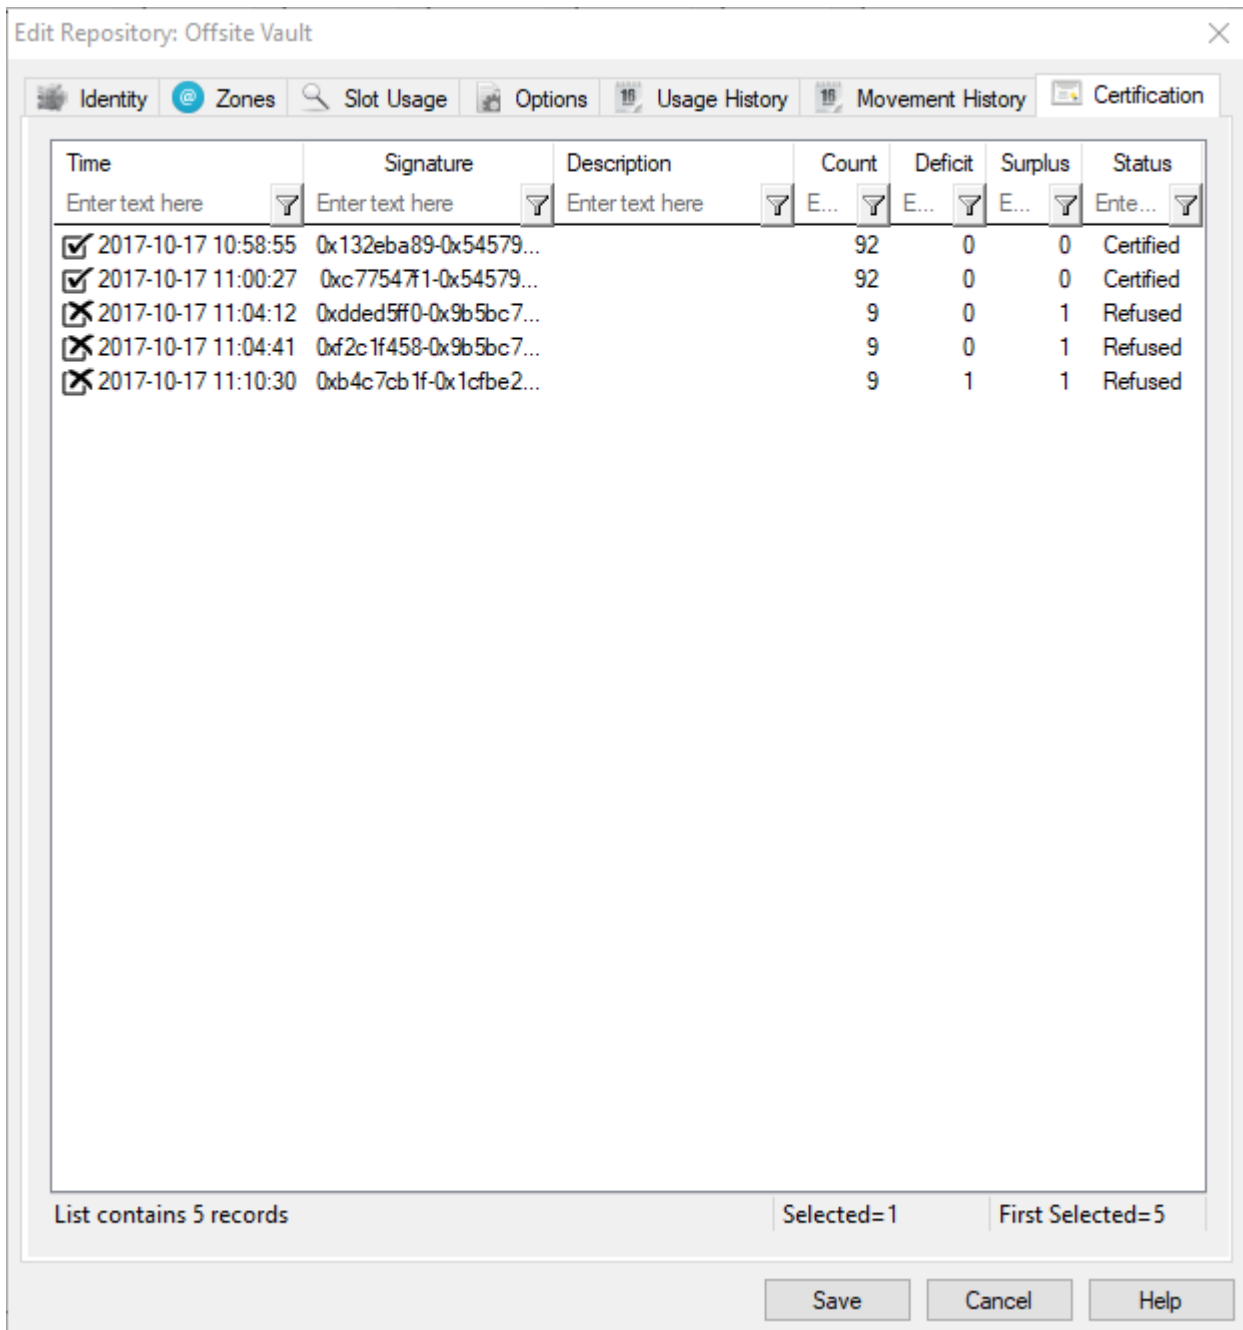 Edit Repository: Offsite Vault
Identity Zones Slot Usage Options Usage History Movement History Certification
Time Signature Description Count Deficit Surplus Status
Enter text here Enter text here Enter text here E... E... E... Ente...
2017-10-17 10:58:55 0x132eba89-0x54579... 92 0 0 Certified
2017-10-17 11:00:27 0xc77547f1-0x54579... 92 0 0 Certified
2017-10-17 11:04:12 0xdded5ff0-0x9b5bc7... 9 0 1 Refused
2017-10-17 11:04:41 0xf2c1f458-0x9b5bc7... 9 0 1 Refused
2017-10-17 11:10:30 0xb4c7cb1f-0x1cfbe2... 9 1 1 Refused
List contains 5 records Selected=1 First Selected=5
Save Cancel Help